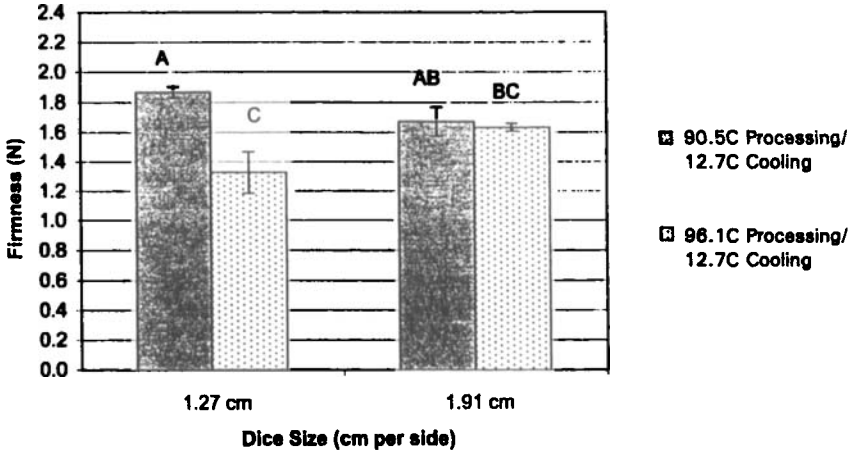 2.4
2.2
2.0
1.8
1.6
1.4
1.2
1.0
0.8
0.6
0.4
0.2
0.0
Firmness (N)
A
C
AB
BC
1.27 cm
1.91 cm
Dice Size (cm per side)
90.5C Processing/
12.7C Cooling
96.1C Processing/
12.7C Cooling